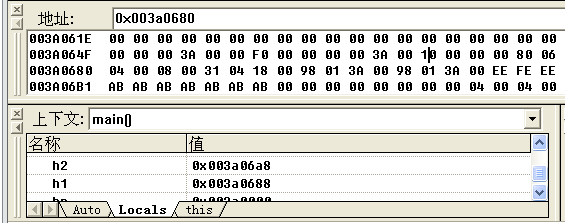 地址: 0x003a0680
003A061E 00 00 00 00 00 00 00 00 00 00 00 00 00 00 00 00 00
003A064F 00 00 00 3A 00 00 F0 00 00 00 00 00 3A 00 10 00 00 00 00 80 06
003A0680 04 00 08 00 31 04 18 00 98 01 3A 00 98 01 3A 00 EE FE EE
003A06B1 AB AB AB AB AB AB AB 00 00 00 00 00 00 00 00 04 00 04 00
上下文: main()
名称 值
h2 0x003a06a8
h1 0x003a0688
Auto Locals this